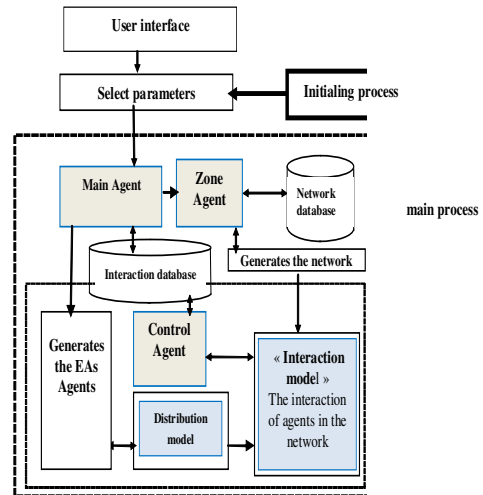 User interface
Select parameters
Initialing process
Main Agent
Zone
Agent
Network
database
main process
Interaction database
Generates the network
Generates
the EAs
Agents
Control
Agent
« Interaction
model »
The interaction
of agents in the
network
Distribution
model